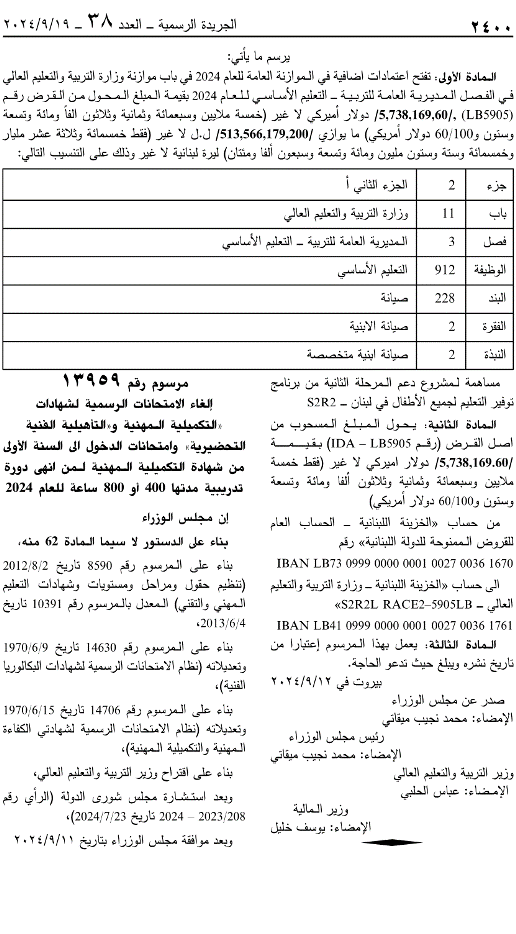 ٢٤٠٠ الجريدة الرسمية ــ العدد ٣٨ ــ ٢٠٢٤/٩/١٩
يرسم ما يأتي:
المادة الأولى: تفتح اعتمادات اضافية في الموازنة العامة للعام 2024 في باب موازنة وزارة التربية والتعليم العالي
في الفصل المديرية العامة للتربية ــ التعليم الأساسي للعام 2024 بقيمة المبلغ المحول من القرض رقم
(LB5905) ,/5,738,169,60/ دولار أميركي لا غير (خمسة ملايين وسبعمائة وثمانية وثلاثون الفاً ومائة وتسعة
وستون و60/100 دولار أمريكي) ما يوازي /513,566,179,200/ ل.ل لا غير (فقط خمسمائة وثلاثة عشر مليار
وخمسمائة وستة وستون مليون ومائة وتسعة وسبعون ألفا ومئتان) ليرة لبنانية لا غير وذلك على التنسيب التالي:
جزء 2 الجزء الثاني أ
باب 11 وزارة التربية والتعليم العالي
فصل 3 المديرية العامة للتربية ــ التعليم الأساسي
الوظيفة 912 التعليم الأساسي
البند 228 صيانة
الفقرة 2 صيانة الابنية
النبذة 2 صيانة ابنية متخصصة
مساهمة لمشروع دعم المرحلة الثانية من برنامج
توفير التعليم لجميع الأطفال في لبنان ــ S2R2
المادة الثانية: يحول المبلغ المسحوب من
اصل القرض (رقم IDA – LB5905) بقيمة
/5,738,169.60/ دولار اميركي لا غير (فقط خمسة
ملايين وسبعمائة وثمانية وثلاثون ألفا ومائة وتسعة
وستون و60/100 دولار أمريكي)
من حساب «الخزينة اللبنانية ــ الحساب العام
للقروض الممنوحة للدولة اللبنانية» رقم
IBAN LB73 0999 0000 0001 0027 0036 1670
الى حساب «الخزينة اللبنانية ــ وزارة التربية والتعليم
العالي ــ S2R2L RACE2–5905LB»
IBAN LB41 0999 0000 0001 0027 0036 1761
المادة الثالثة: يعمل بهذا المرسوم إعتبارا من
تاريخ نشره ويبلغ حيث تدعو الحاجة.
بيروت في ٢٠٢٤/٩/١٢
صدر عن مجلس الوزراء
الإمضاء: محمد نجيب ميقاتي
رئيس مجلس الوزراء
الإمضاء: محمد نجيب ميقاتي
وزير التربية والتعليم العالي
الإمضاء: عباس الحلبي
وزير المالية
الإمضاء: يوسف خليل
مرسوم رقم ١٣٩٥٩
إلغاء الامتحانات الرسمية لشهادات
«التكميلية المهنية و«التأهيلية الفنية
التحضيرية» وامتحانات الدخول الى السنة الأولى
من شهادة التكميلية المهنية لمن انهى دورة
تدريبية مدتها 400 أو 800 ساعة للعام 2024
إن مجلس الوزراء
بناء على الدستور لا سيما المادة 62 منه،
بناء على المرسوم رقم 8590 تاريخ 2012/8/2
(تنظيم حقول ومراحل ومستويات وشهادات التعليم
المهني والتقني) المعدل بالمرسوم رقم 10391 تاريخ
2013/6/4،
بناء على المرسوم رقم 14630 تاريخ 1970/6/9
وتعديلاته (نظام الامتحانات الرسمية لشهادات البكالوريا
الفنية)،
بناء على المرسوم رقم 14706 تاريخ 1970/6/15
وتعديلاته (نظام الامتحانات الرسمية لشهادتي الكفاءة
المهنية والتكميلية المهنية)،
بناء على اقتراح وزير التربية والتعليم العالي،
وبعد استشارة مجلس شورى الدولة (الرأي رقم
2023/208 – 2024 تاريخ 2024/7/23)،
وبعد موافقة مجلس الوزراء بتاريخ ٢٠٢٤/٩/١١